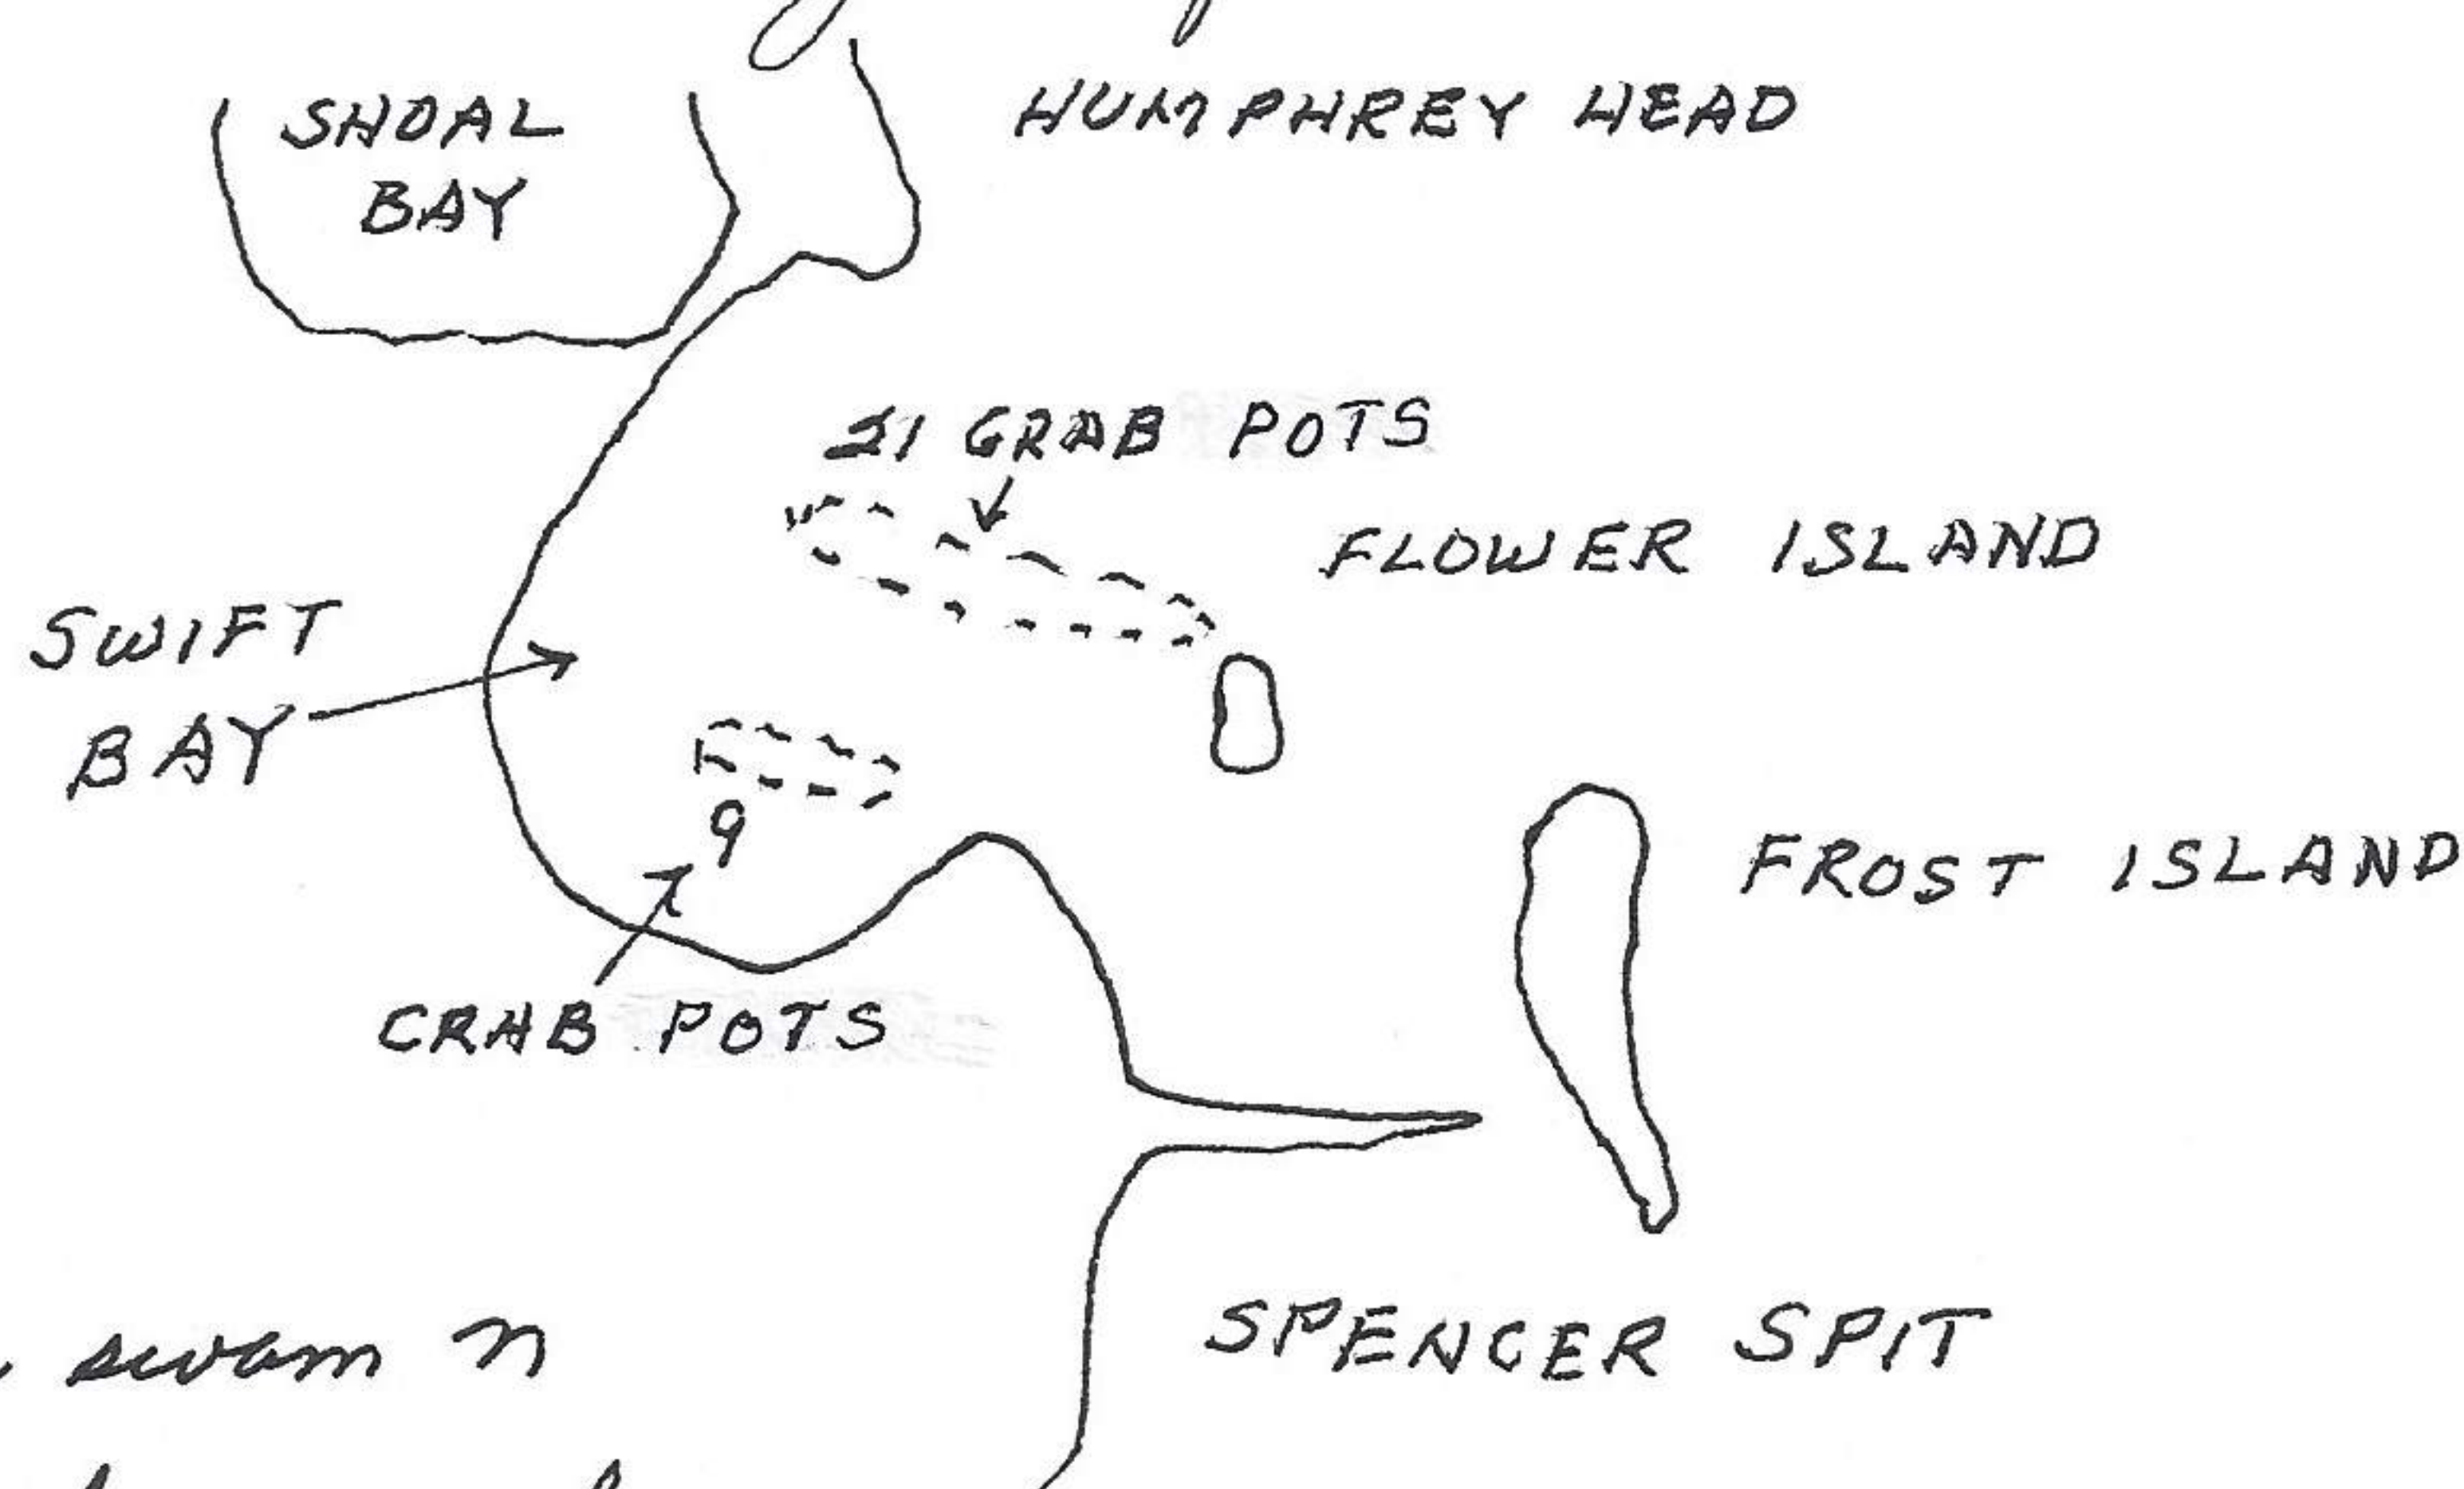 SHOAL
BAY
HUMPHREY HEAD
21 CRAB POTS
FLOWER ISLAND
SWIFT
BAY
9
FROST ISLAND
CRAB POTS
SPENCER SPIT
swam n